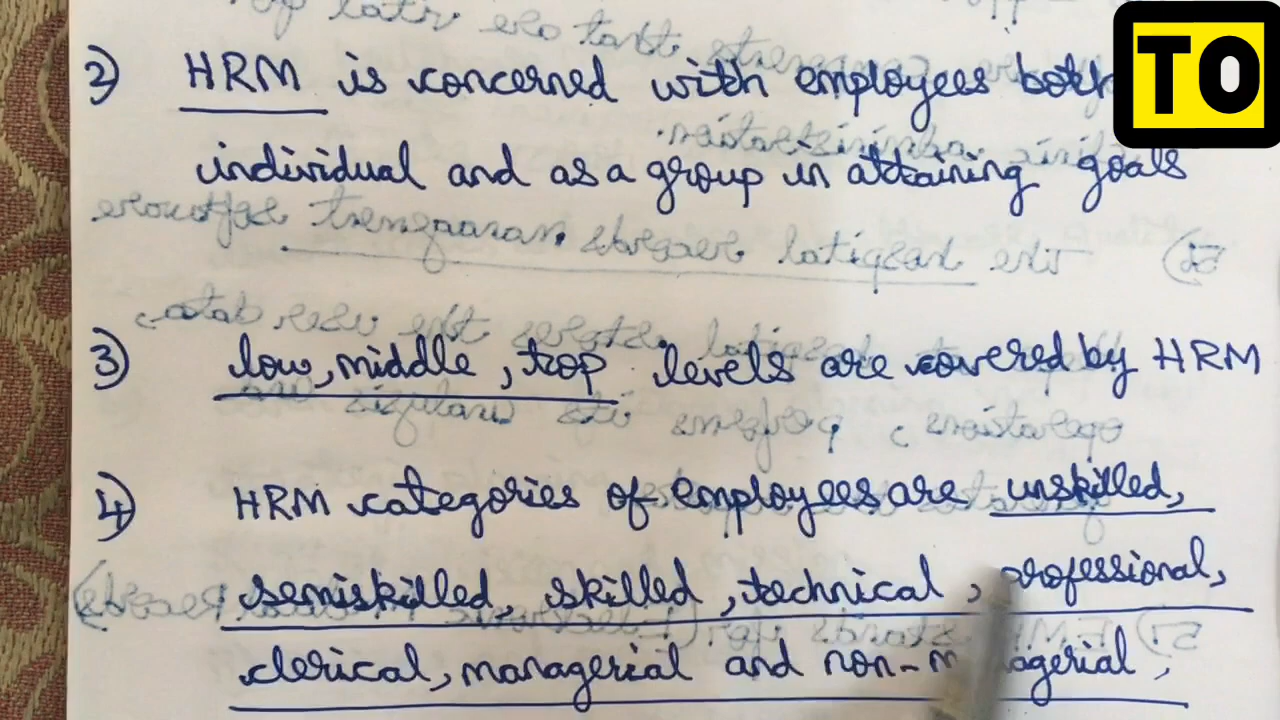 TO
2) HRM is concerned with employees both
individual and as a group in attaining goals
3) low, middle, top levels are covered by HRM
4) HRM categories of employees are unskilled,
semiskilled, skilled, technical, professional,
clerical, managerial and non-managerial,